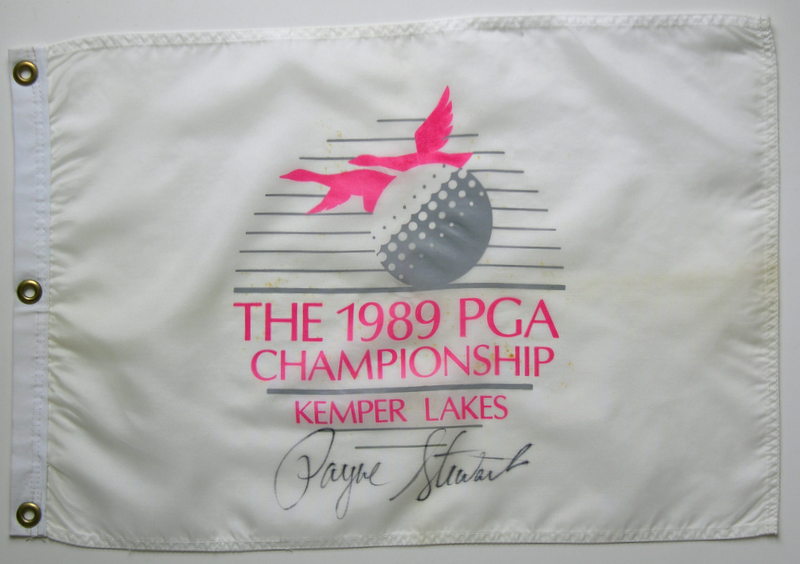 THE 1989 PGA
CHAMPIONSHIP
KEMPER LAKES
Payne Stewart